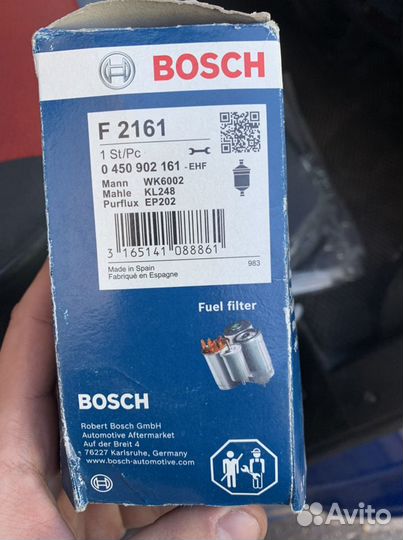 BOSCH
F 2161
1 St/Pc
0 450 902 161 - EHF
Mann WK6002
Mahle KL248
Purflux EP202
3 165141 088861
Made in Spain
Fabriqué en Espagne
983
Fuel filter
BOSCH
Robert Bosch GmbH
Automotive Aftermarket
Auf der Breit 4
76227 Karlsruhe, Germany
www.bosch-automotive.com
Avito